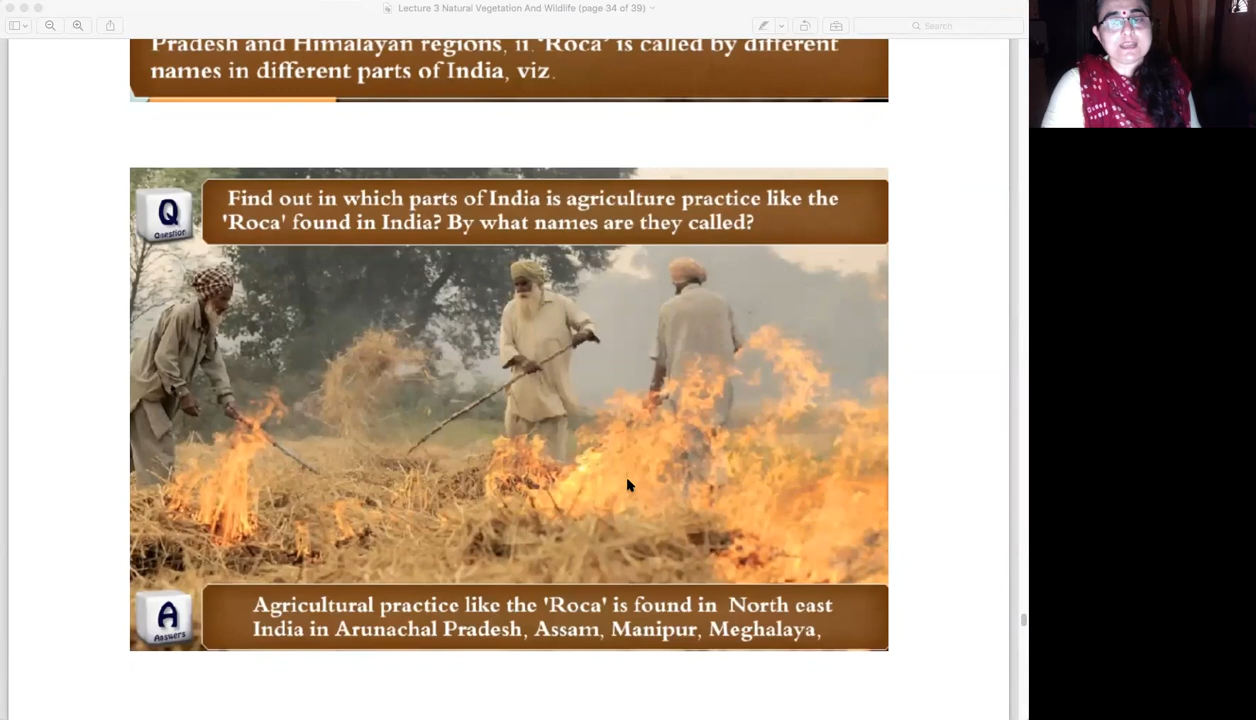 Lecture 3 Natural Vegetation And Wildlife (page 34 of 39)
Search
Pradesh and Himalayan regions, ii. 'Roca' is called by different
names in different parts of India, viz.
Q
Question
Find out in which parts of India is agriculture practice like the
'Roca' found in India? By what names are they called?
A
Answers
Agricultural practice like the 'Roca' is found in North east
India in Arunachal Pradesh, Assam, Manipur, Meghalaya,